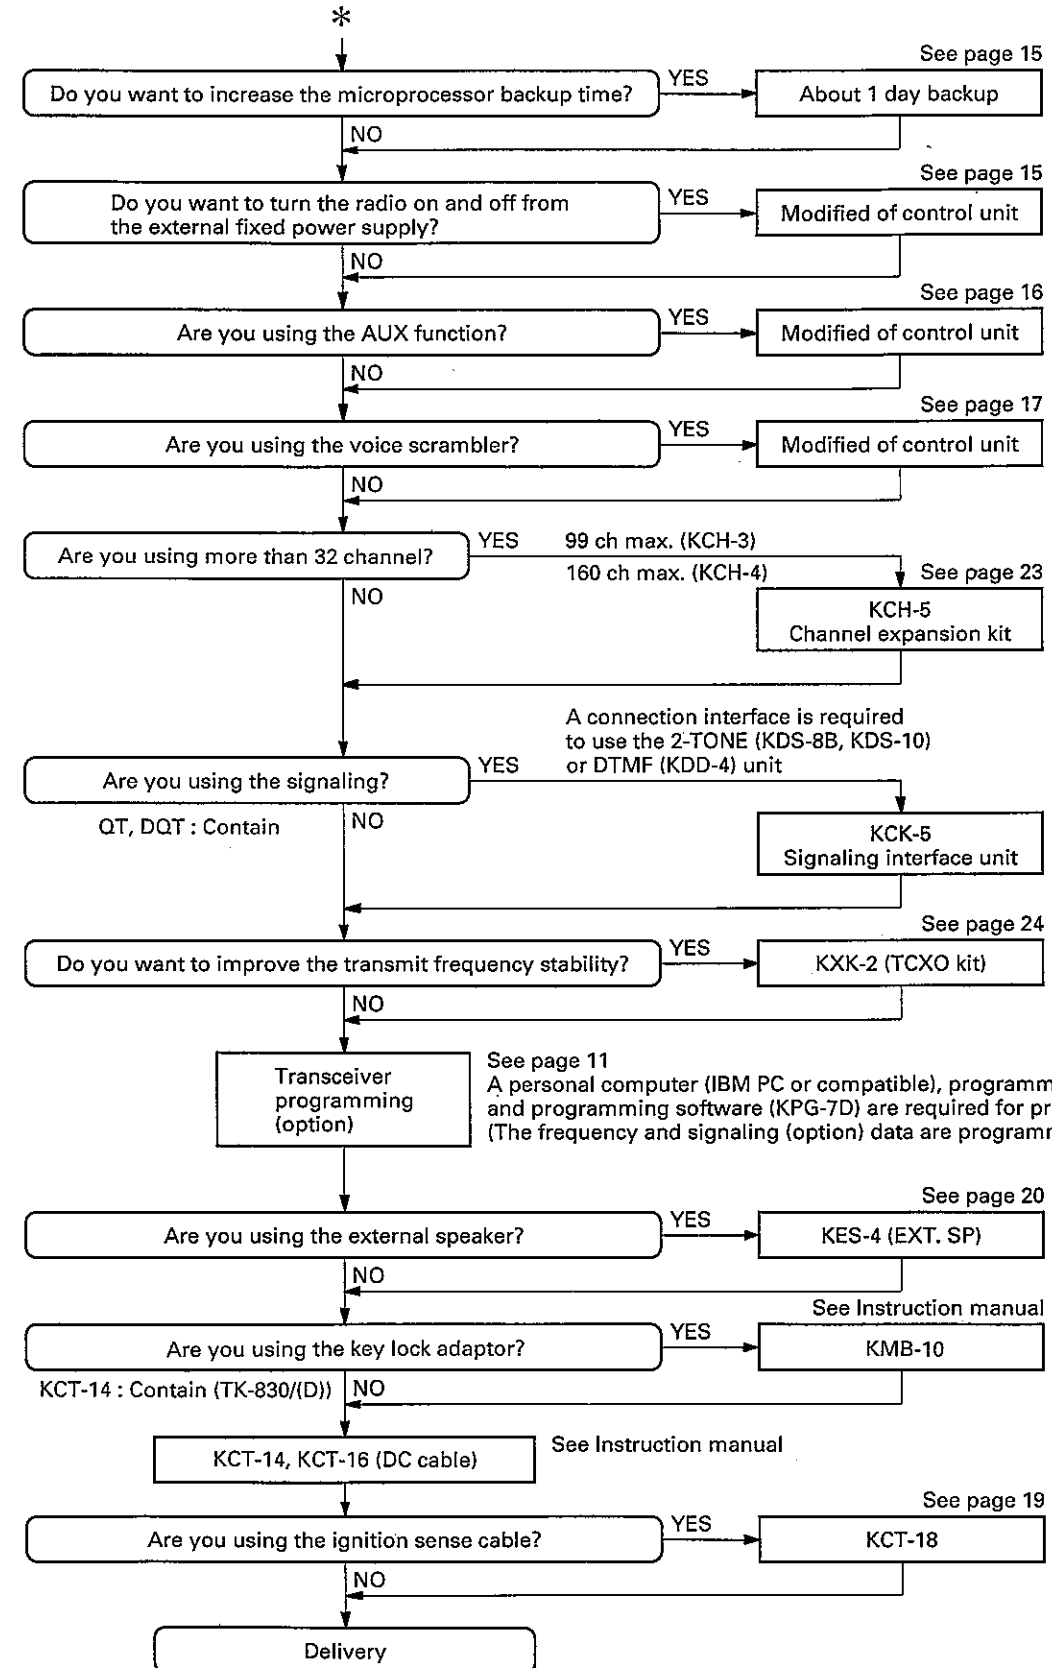 *
See page 15
Do you want to increase the microprocessor backup time?
YES
About 1 day backup
NO
See page 15
Do you want to turn the radio on and off from
the external fixed power supply?
YES
Modified of control unit
NO
See page 16
Are you using the AUX function?
YES
Modified of control unit
NO
See page 17
Are you using the voice scrambler?
YES
Modified of control unit
NO
Are you using more than 32 channel?
YES
99 ch max. (KCH-3)
160 ch max. (KCH-4)
See page 23
NO
KCH-5
Channel expansion kit
A connection interface is required
to use the 2-TONE (KDS-8B, KDS-10)
or DTMF (KDD-4) unit
Are you using the signaling?
YES
QT, DQT : Contain
NO
KCK-5
Signaling interface unit
See page 24
Do you want to improve the transmit frequency stability?
YES
KXK-2 (TCXO kit)
NO
Transceiver
programming
(option)
See page 11
A personal computer (IBM PC or compatible), programm
and programming software (KPG-7D) are required for pr
(The frequency and signaling (option) data are programm
See page 20
Are you using the external speaker?
YES
KES-4 (EXT. SP)
NO
See Instruction manual
Are you using the key lock adaptor?
YES
KMB-10
KCT-14 : Contain (TK-830/(D))
NO
KCT-14, KCT-16 (DC cable)
See Instruction manual
See page 19
Are you using the ignition sense cable?
YES
KCT-18
NO
Delivery